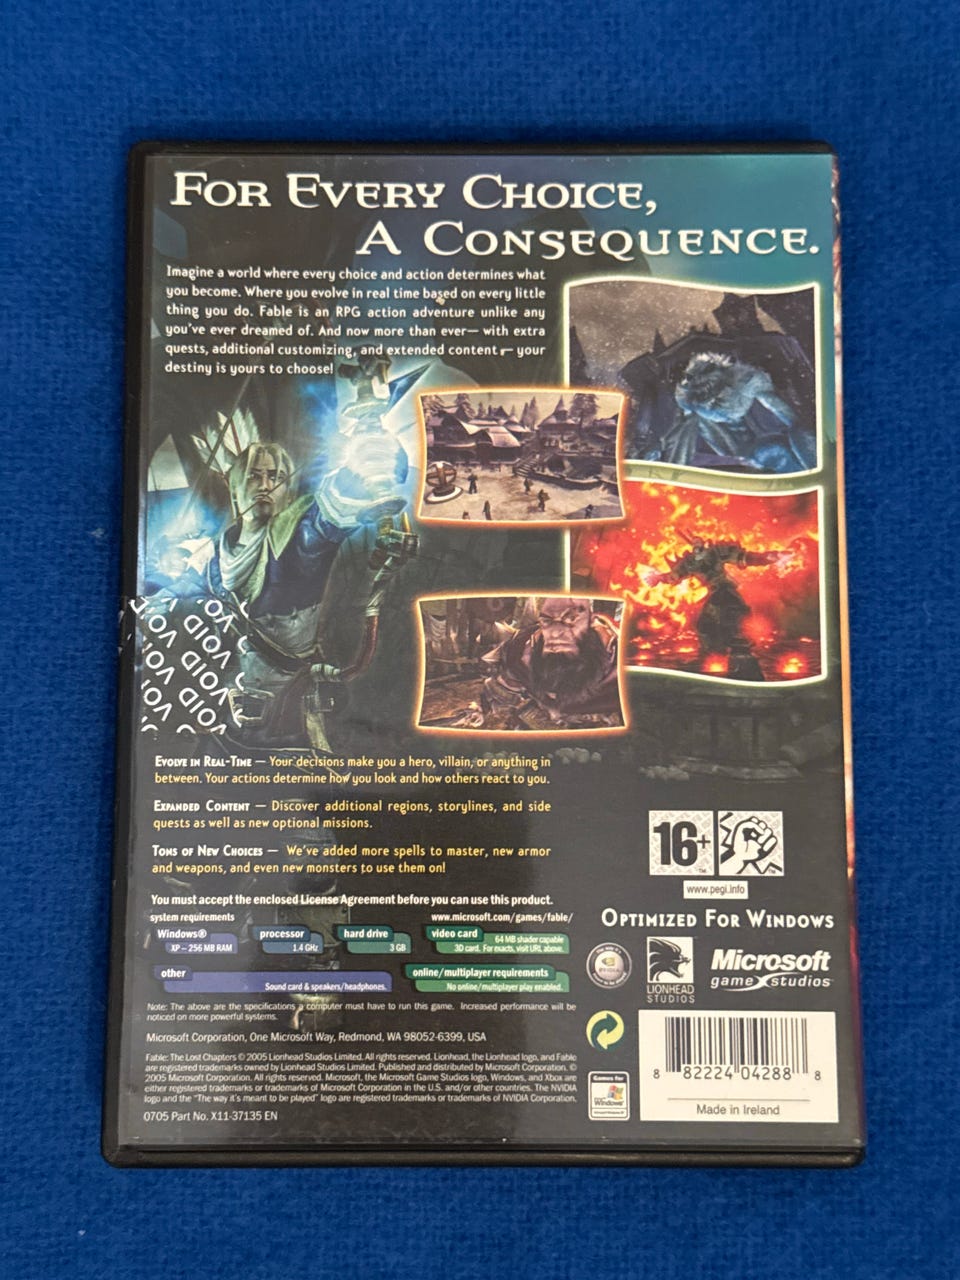 FOR EVERY CHOICE,
A CONSEQUENCE.
Imagine a world where every choice and action determines what
you become. Where you evolve in real time based on every little
thing you do. Fable is an RPG action adventure unlike any
you've ever dreamed of. And now more than ever— with extra
quests, additional customizing, and extended content — your
destiny is yours to choose!
VOID VOID
VOID VOID
VOID VOID
EVOLVE IN REAL-TIME — Your decisions make you a hero, villain, or anything in
between. Your actions determine how you look and how others react to you.
EXPANDED CONTENT — Discover additional regions, storylines, and side
quests as well as new optional missions.
TONS OF NEW CHOICES — We've added more spells to master, new armor
and weapons, and even new monsters to use them on!
You must accept the enclosed License Agreement before you can use this product.
system requirements
www.microsoft.com/games/fable/
Windows®
XP – 256 MB RAM
processor
1.4 GHz
hard drive
3 GB
video card
64 MB shader capable
3D card. For exacts, visit URL above.
other
Sound card & speakers/headphones.
online/multiplayer requirements
No online/multiplayer play enabled.
Note: The above are the specifications a computer must have to run this game. Increased performance will be
noticed on more powerful systems.
Microsoft Corporation, One Microsoft Way, Redmond, WA 98052-6399, USA
Fable: The Lost Chapters © 2005 Lionhead Studios Limited. All rights reserved. Lionhead, the Lionhead logo, and Fable
are registered trademarks owned by Lionhead Studios Limited. Published and distributed by Microsoft Corporation. ©
2005 Microsoft Corporation. All rights reserved. Microsoft, the Microsoft Game Studios logo, Windows, and Xbox are
either registered trademarks or trademarks of Microsoft Corporation in the U.S. and/or other countries. The NVIDIA
logo and the "The way it's meant to be played" logo are registered trademarks or trademarks of NVIDIA Corporation.
0705 Part No. X11-37135 EN
16+
TM
www.pegi.info
OPTIMIZED FOR WINDOWS
NVIDIA
LIONHEAD
STUDIOS
Microsoft
game studios
Games for
Windows
8 82224 04288 8
Made in Ireland